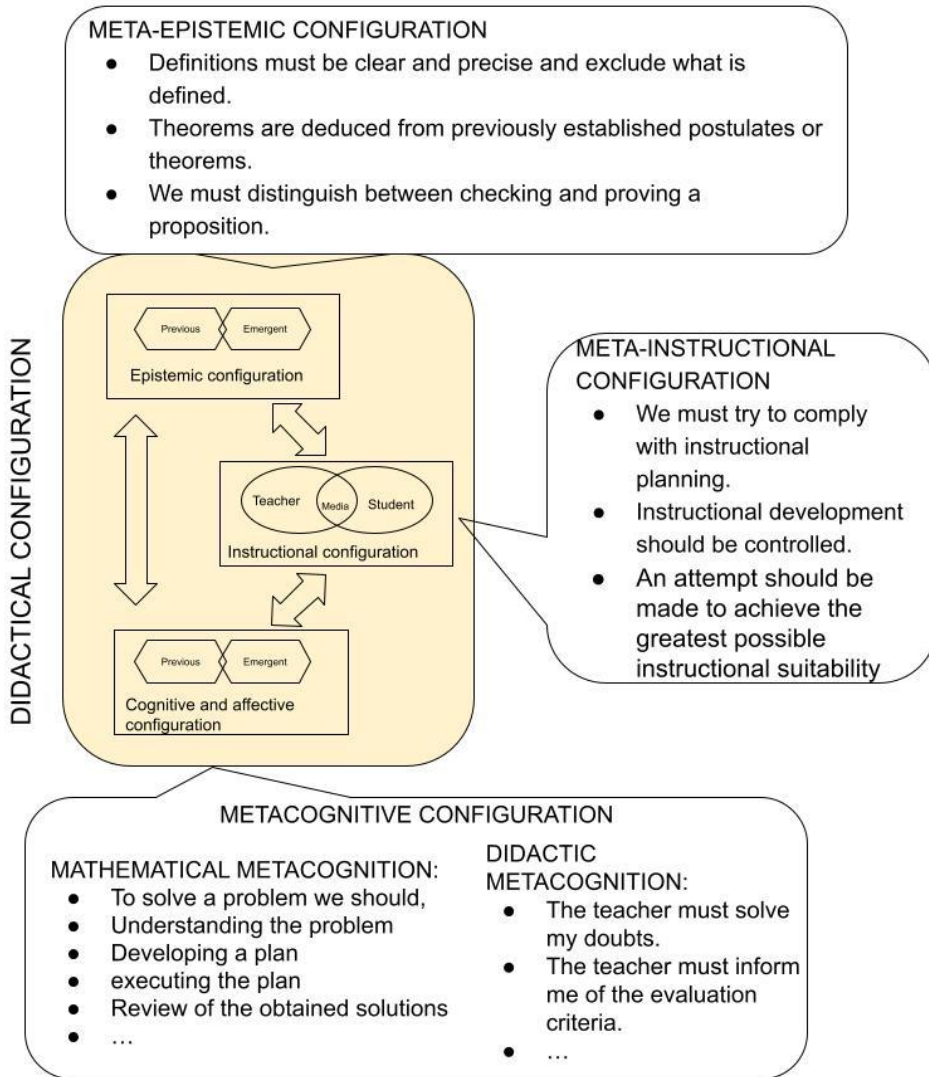 META-EPISTEMIC CONFIGURATION
● Definitions must be clear and precise and exclude what is
defined.
● Theorems are deduced from previously established postulates or
theorems.
● We must distinguish between checking and proving a
proposition.
DIDACTICAL CONFIGURATION
Previous
Emergent
Epistemic configuration
Teacher
Media
Student
Instructional configuration
Previous
Emergent
Cognitive and affective
configuration
META-INSTRUCTIONAL
CONFIGURATION
● We must try to comply
with instructional
planning.
● Instructional development
should be controlled.
● An attempt should be
made to achieve the
greatest possible
instructional suitability
METACOGNITIVE CONFIGURATION
MATHEMATICAL METACOGNITION:
● To solve a problem we should,
● Understanding the problem
● Developing a plan
● executing the plan
● Review of the obtained solutions
● …
DIDACTIC
METACOGNITION:
● The teacher must solve
my doubts.
● The teacher must inform
me of the evaluation
criteria.
● …